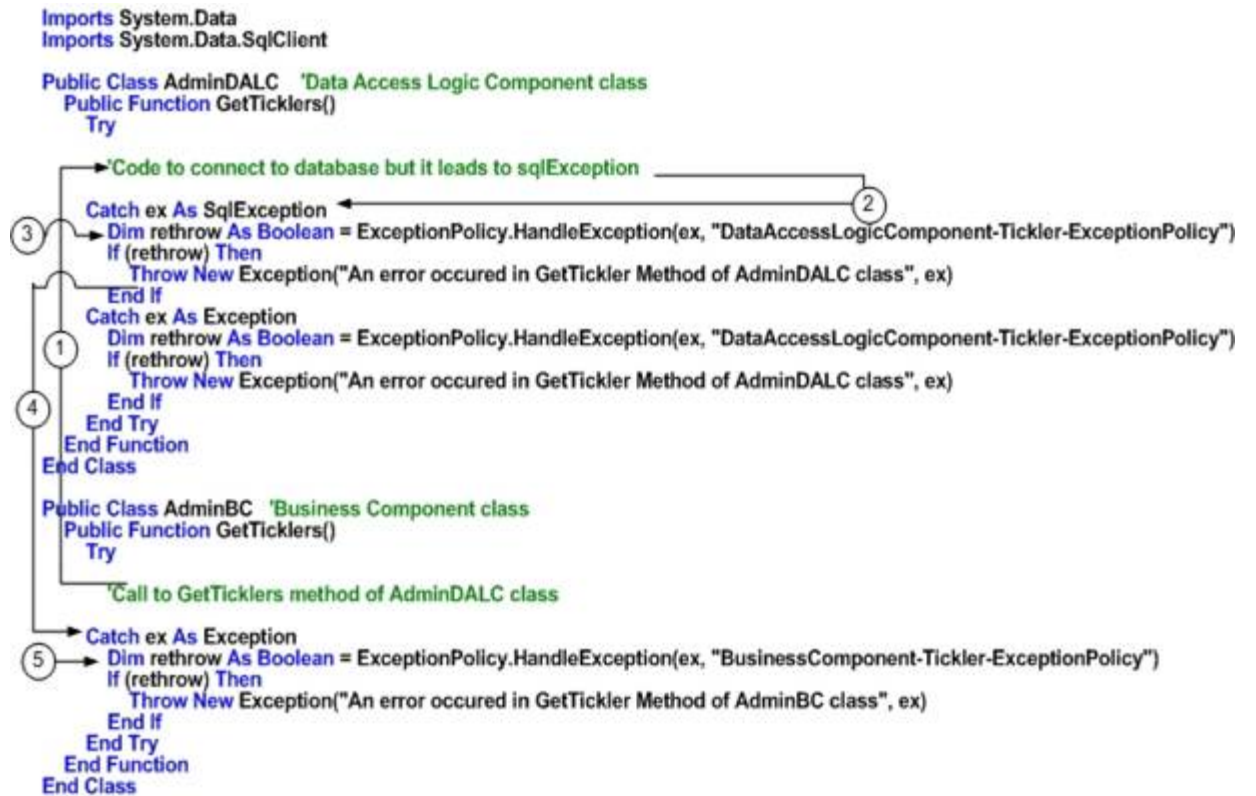 Imports System.Data
Imports System.Data.SqlClient
Public Class AdminDALC 'Data Access Logic Component class
Public Function GetTicklers()
Try
'Code to connect to database but it leads to sqlException
2
Catch ex As SqlException
3 Dim rethrow As Boolean = ExceptionPolicy.HandleException(ex, "DataAccessLogicComponent-Tickler-ExceptionPolicy")
If (rethrow) Then
Throw New Exception("An error occured in GetTickler Method of AdminDALC class", ex)
End If
Catch ex As Exception
1 Dim rethrow As Boolean = ExceptionPolicy.HandleException(ex, "DataAccessLogicComponent-Tickler-ExceptionPolicy")
If (rethrow) Then
Throw New Exception("An error occured in GetTickler Method of AdminDALC class", ex)
4 End If
End Try
End Function
End Class
Public Class AdminBC 'Business Component class
Public Function GetTicklers()
Try
'Call to GetTicklers method of AdminDALC class
Catch ex As Exception
5 Dim rethrow As Boolean = ExceptionPolicy.HandleException(ex, "BusinessComponent-Tickler-ExceptionPolicy")
If (rethrow) Then
Throw New Exception("An error occured in GetTickler Method of AdminBC class", ex)
End If
End Try
End Function
End Class